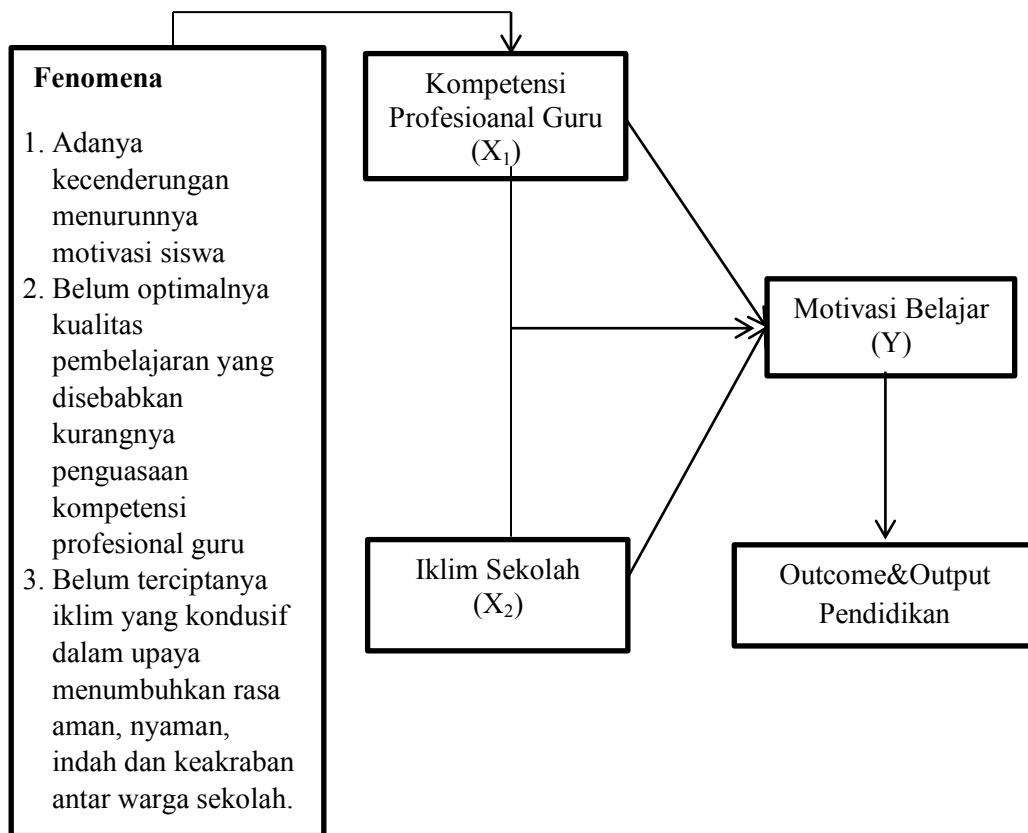 Fenomena
1. Adanya
kecenderungan
menurunnya
motivasi siswa
2. Belum optimalnya
kualitas
pembelajaran yang
disebabkan
kurangnya
penguasaan
kompetensi
profesional guru
3. Belum terciptanya
iklim yang kondusif
dalam upaya
menumbuhkan rasa
aman, nyaman,
indah dan keakraban
antar warga sekolah.
Kompetensi
Profesioanal Guru
(X₁)
Iklim Sekolah
(X₂)
Motivasi Belajar
(Y)
Outcome&Output
Pendidikan